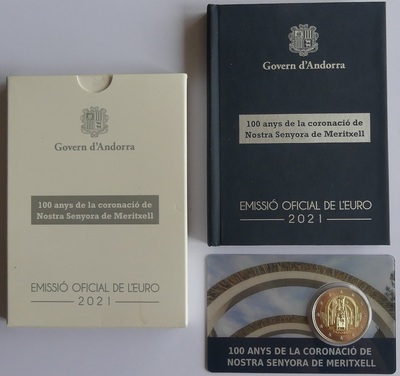 Govern d'Andorra
100 anys de la coronació de
Nostra Senyora de Meritxell
EMISSIÓ OFICIAL DE L'EURO
2021
Govern d'Andorra
100 anys de la coronació de
Nostra Senyora de Meritxell
EMISSIÓ OFICIAL DE L'EURO
2021
100 ANYS DE LA CORONACIÓ DE
NOSTRA SENYORA DE MERITXELL